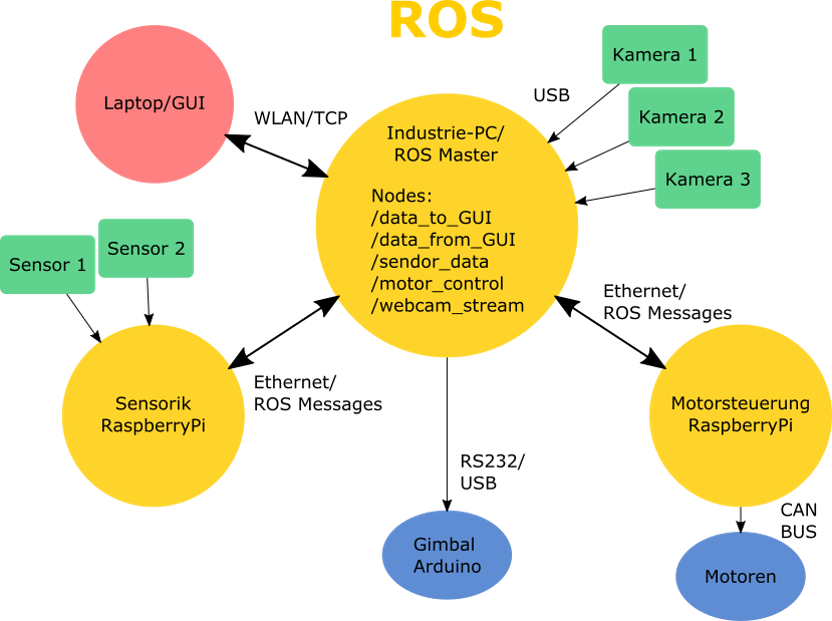 ROS
Laptop/GUI
WLAN/TCP
USB
Kamera 1
Kamera 2
Kamera 3
Industrie-PC/
ROS Master
Nodes:
/data_to_GUI
/data_from_GUI
/sendor_data
/motor_control
/webcam_stream
Sensor 1
Sensor 2
Ethernet/
ROS Messages
Ethernet/
ROS Messages
Sensorik
RaspberryPi
Motorsteuerung
RaspberryPi
RS232/
USB
CAN
BUS
Gimbal
Arduino
Motoren